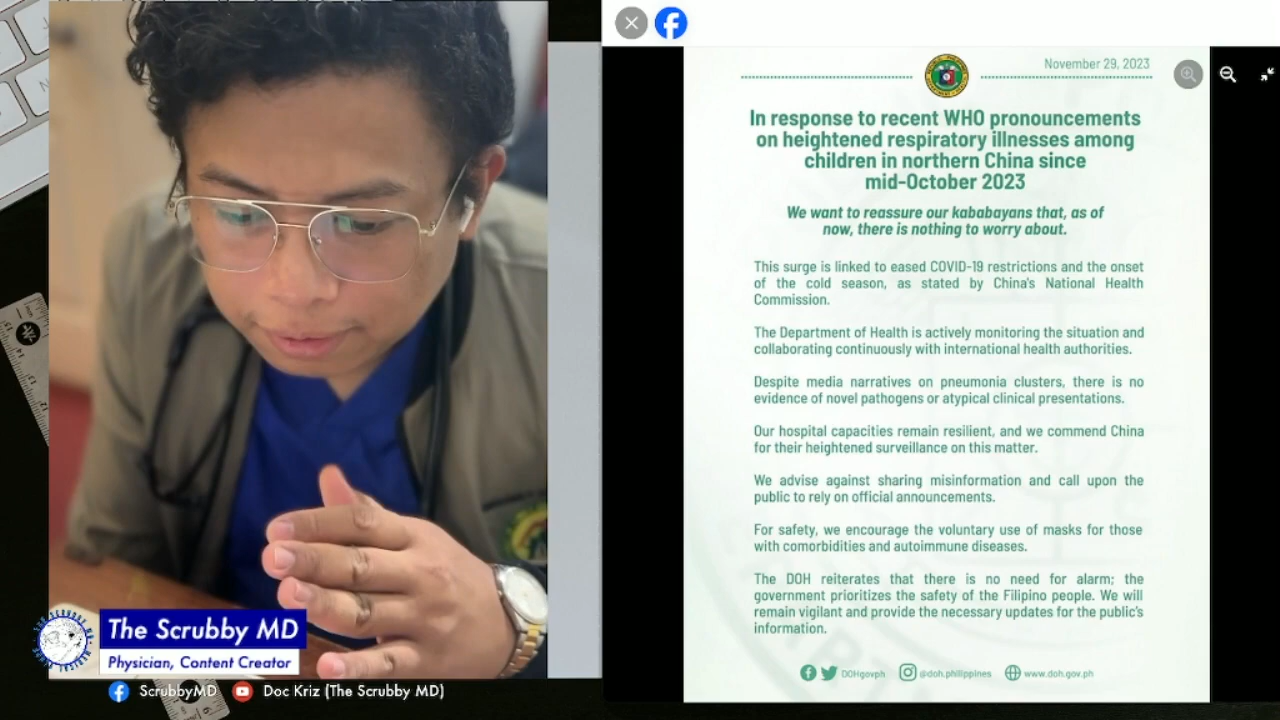 The Scrubby MD
Physician, Content Creator
ScrubbyMD
Doc Kriz (The Scrubby MD)
November 29, 2023
In response to recent WHO pronouncements
on heightened respiratory illnesses among
children in northern China since
mid-October 2023
We want to reassure our kababayans that, as of
now, there is nothing to worry about.
This surge is linked to eased COVID-19 restrictions and the onset
of the cold season, as stated by China's National Health
Commission.
The Department of Health is actively monitoring the situation and
collaborating continuously with international health authorities.
Despite media narratives on pneumonia clusters, there is no
evidence of novel pathogens or atypical clinical presentations.
Our hospital capacities remain resilient, and we commend China
for their heightened surveillance on this matter.
We advise against sharing misinformation and call upon the
public to rely on official announcements.
For safety, we encourage the voluntary use of masks for those
with comorbidities and autoimmune diseases.
The DOH reiterates that there is no need for alarm; the
government prioritizes the safety of the Filipino people. We will
remain vigilant and provide the necessary updates for the public's
information.
DOHgovph @doh.philippines www.doh.gov.ph